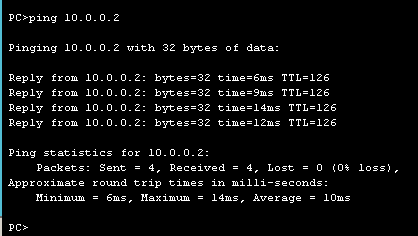 PC>ping 10.0.0.2
Pinging 10.0.0.2 with 32 bytes of data:
Reply from 10.0.0.2: bytes=32 time=6ms TTL=126
Reply from 10.0.0.2: bytes=32 time=9ms TTL=126
Reply from 10.0.0.2: bytes=32 time=14ms TTL=126
Reply from 10.0.0.2: bytes=32 time=12ms TTL=126
Ping statistics for 10.0.0.2:
    Packets: Sent = 4, Received = 4, Lost = 0 (0% loss),
Approximate round trip times in milli-seconds:
    Minimum = 6ms, Maximum = 14ms, Average = 10ms
PC>